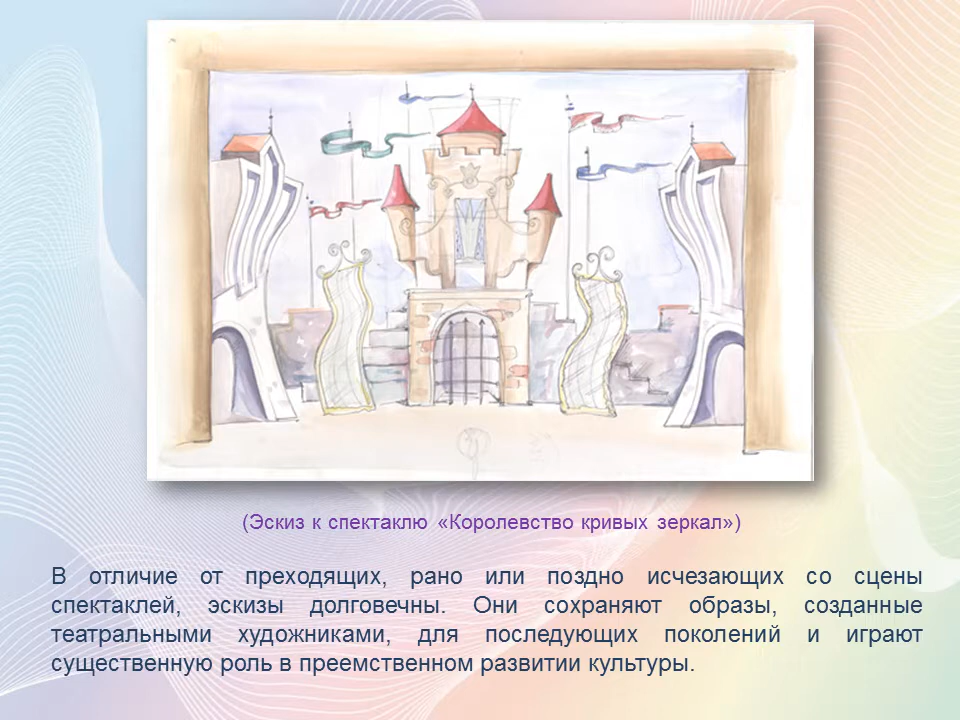 (Эскиз к спектаклю «Королевство кривых зеркал»)
В отличие от преходящих, рано или поздно исчезающих со сцены
спектаклей, эскизы долговечны. Они сохраняют образы, созданные
театральными художниками, для последующих поколений и играют
существенную роль в преемственном развитии культуры.